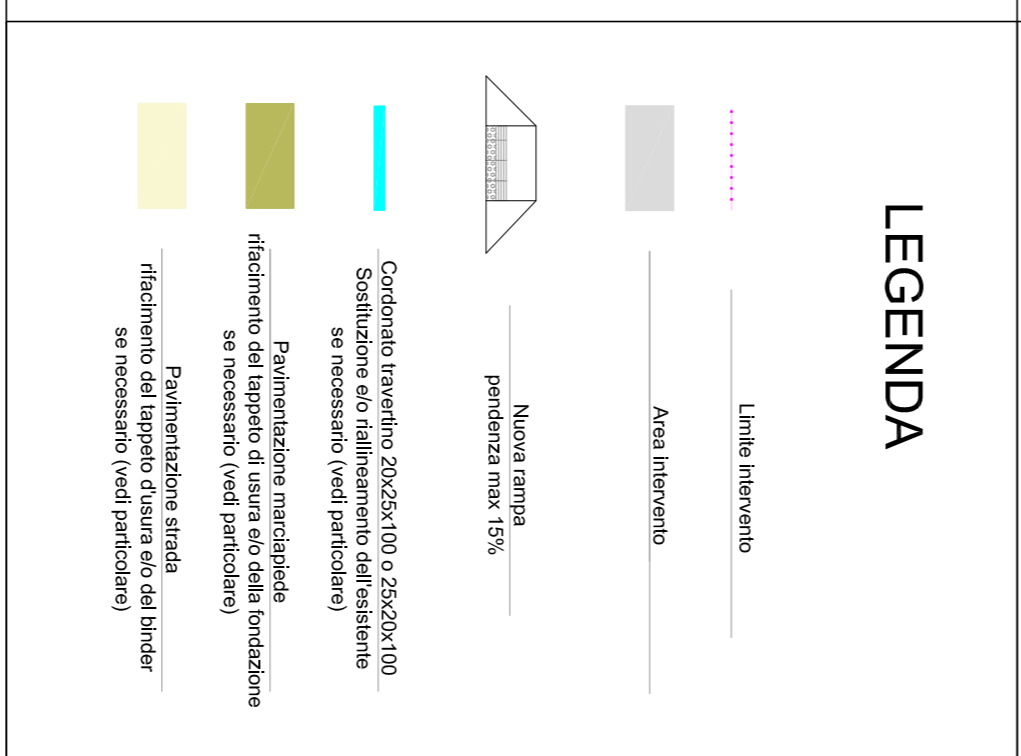 LEGENDA
Limite intervento
Area intervento
Nuova rampa
pendenza max 15%
Cordonato travertino 20x25x100 o 25x20x100
Sostituzione e/o riallineamento dell'esistente
se necessario (vedi particolare)
Pavimentazione marciapiede
rifacimento del tappeto di usura e/o della fondazione
se necessario (vedi particolare)
Pavimentazione strada
rifacimento del tappeto d'usura e/o del binder
se necessario (vedi particolare)